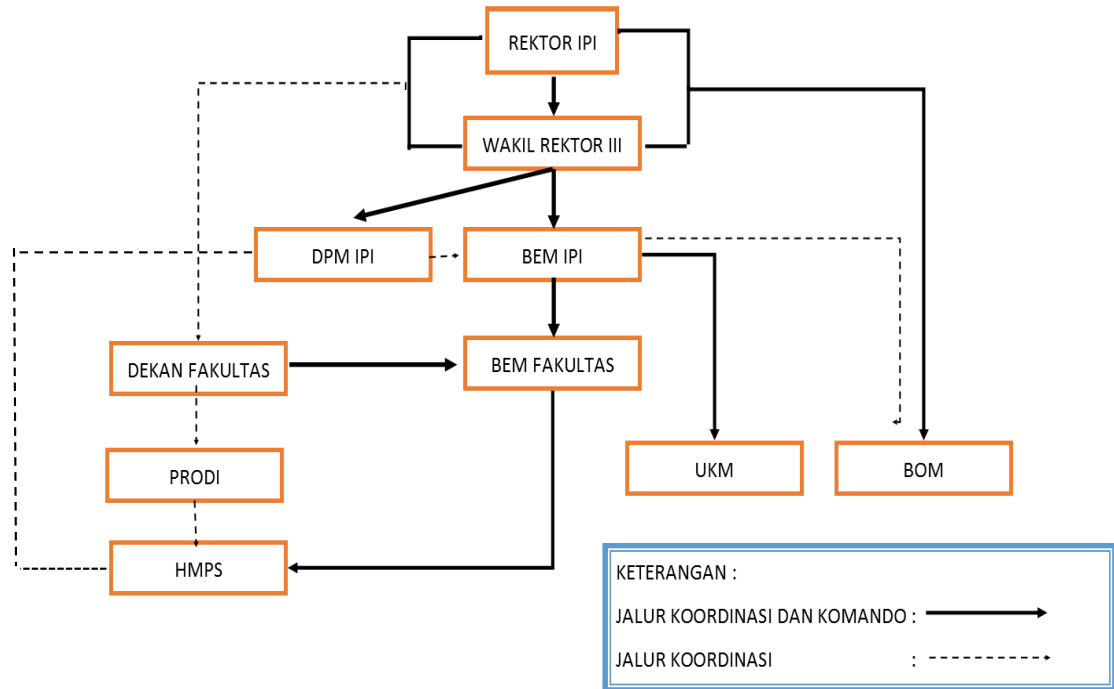 REKTOR IPI
WAKIL REKTOR III
DPM IPI
BEM IPI
DEKAN FAKULTAS
BEM FAKULTAS
PRODI
UKM
BOM
HMPS
KETERANGAN :
JALUR KOORDINASI DAN KOMANDO :
JALUR KOORDINASI :